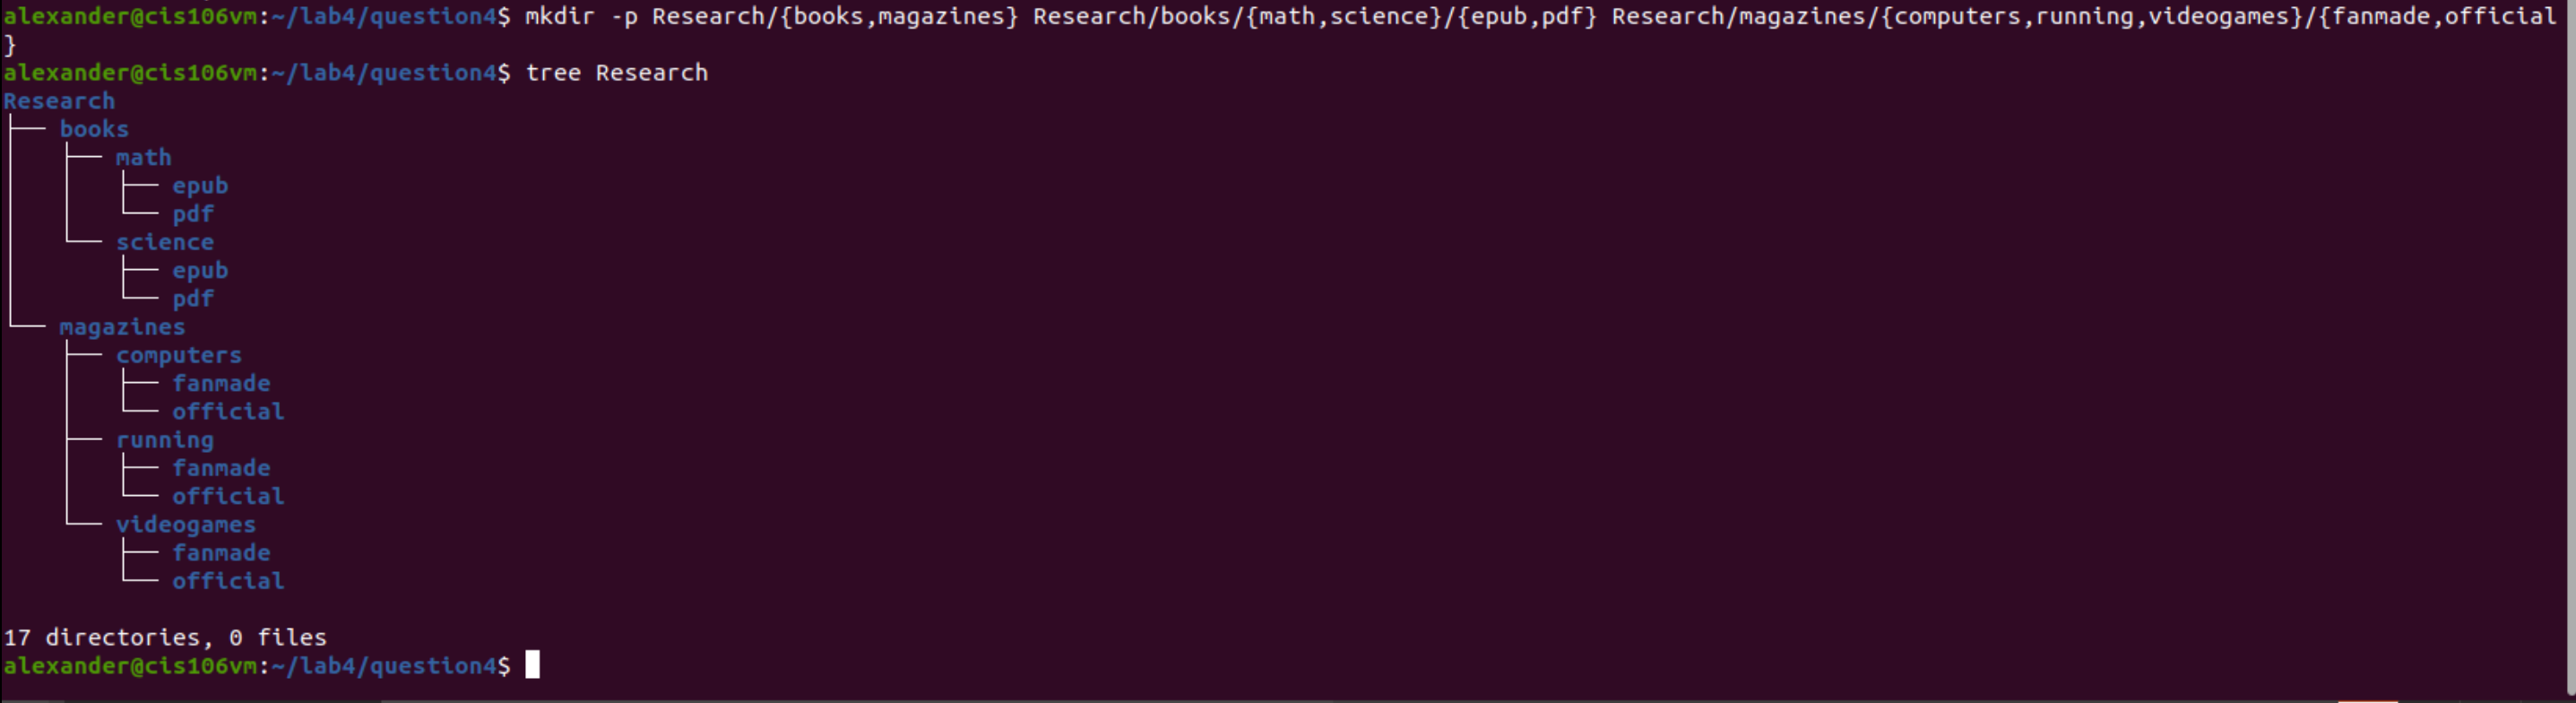 alexander@cis106vm:~/lab4/question4$ mkdir -p Research/{books,magazines} Research/books/{math,science}/{epub,pdf} Research/magazines/{computers,running,videogames}/{fanmade,official
}
alexander@cis106vm:~/lab4/question4$ tree Research
Research
├── books
│   ├── math
│   │   ├── epub
│   │   └── pdf
│   └── science
│       ├── epub
│       └── pdf
└── magazines
    ├── computers
    │   ├── fanmade
    │   └── official
    ├── running
    │   ├── fanmade
    │   └── official
    └── videogames
        ├── fanmade
        └── official
17 directories, 0 files
alexander@cis106vm:~/lab4/question4$